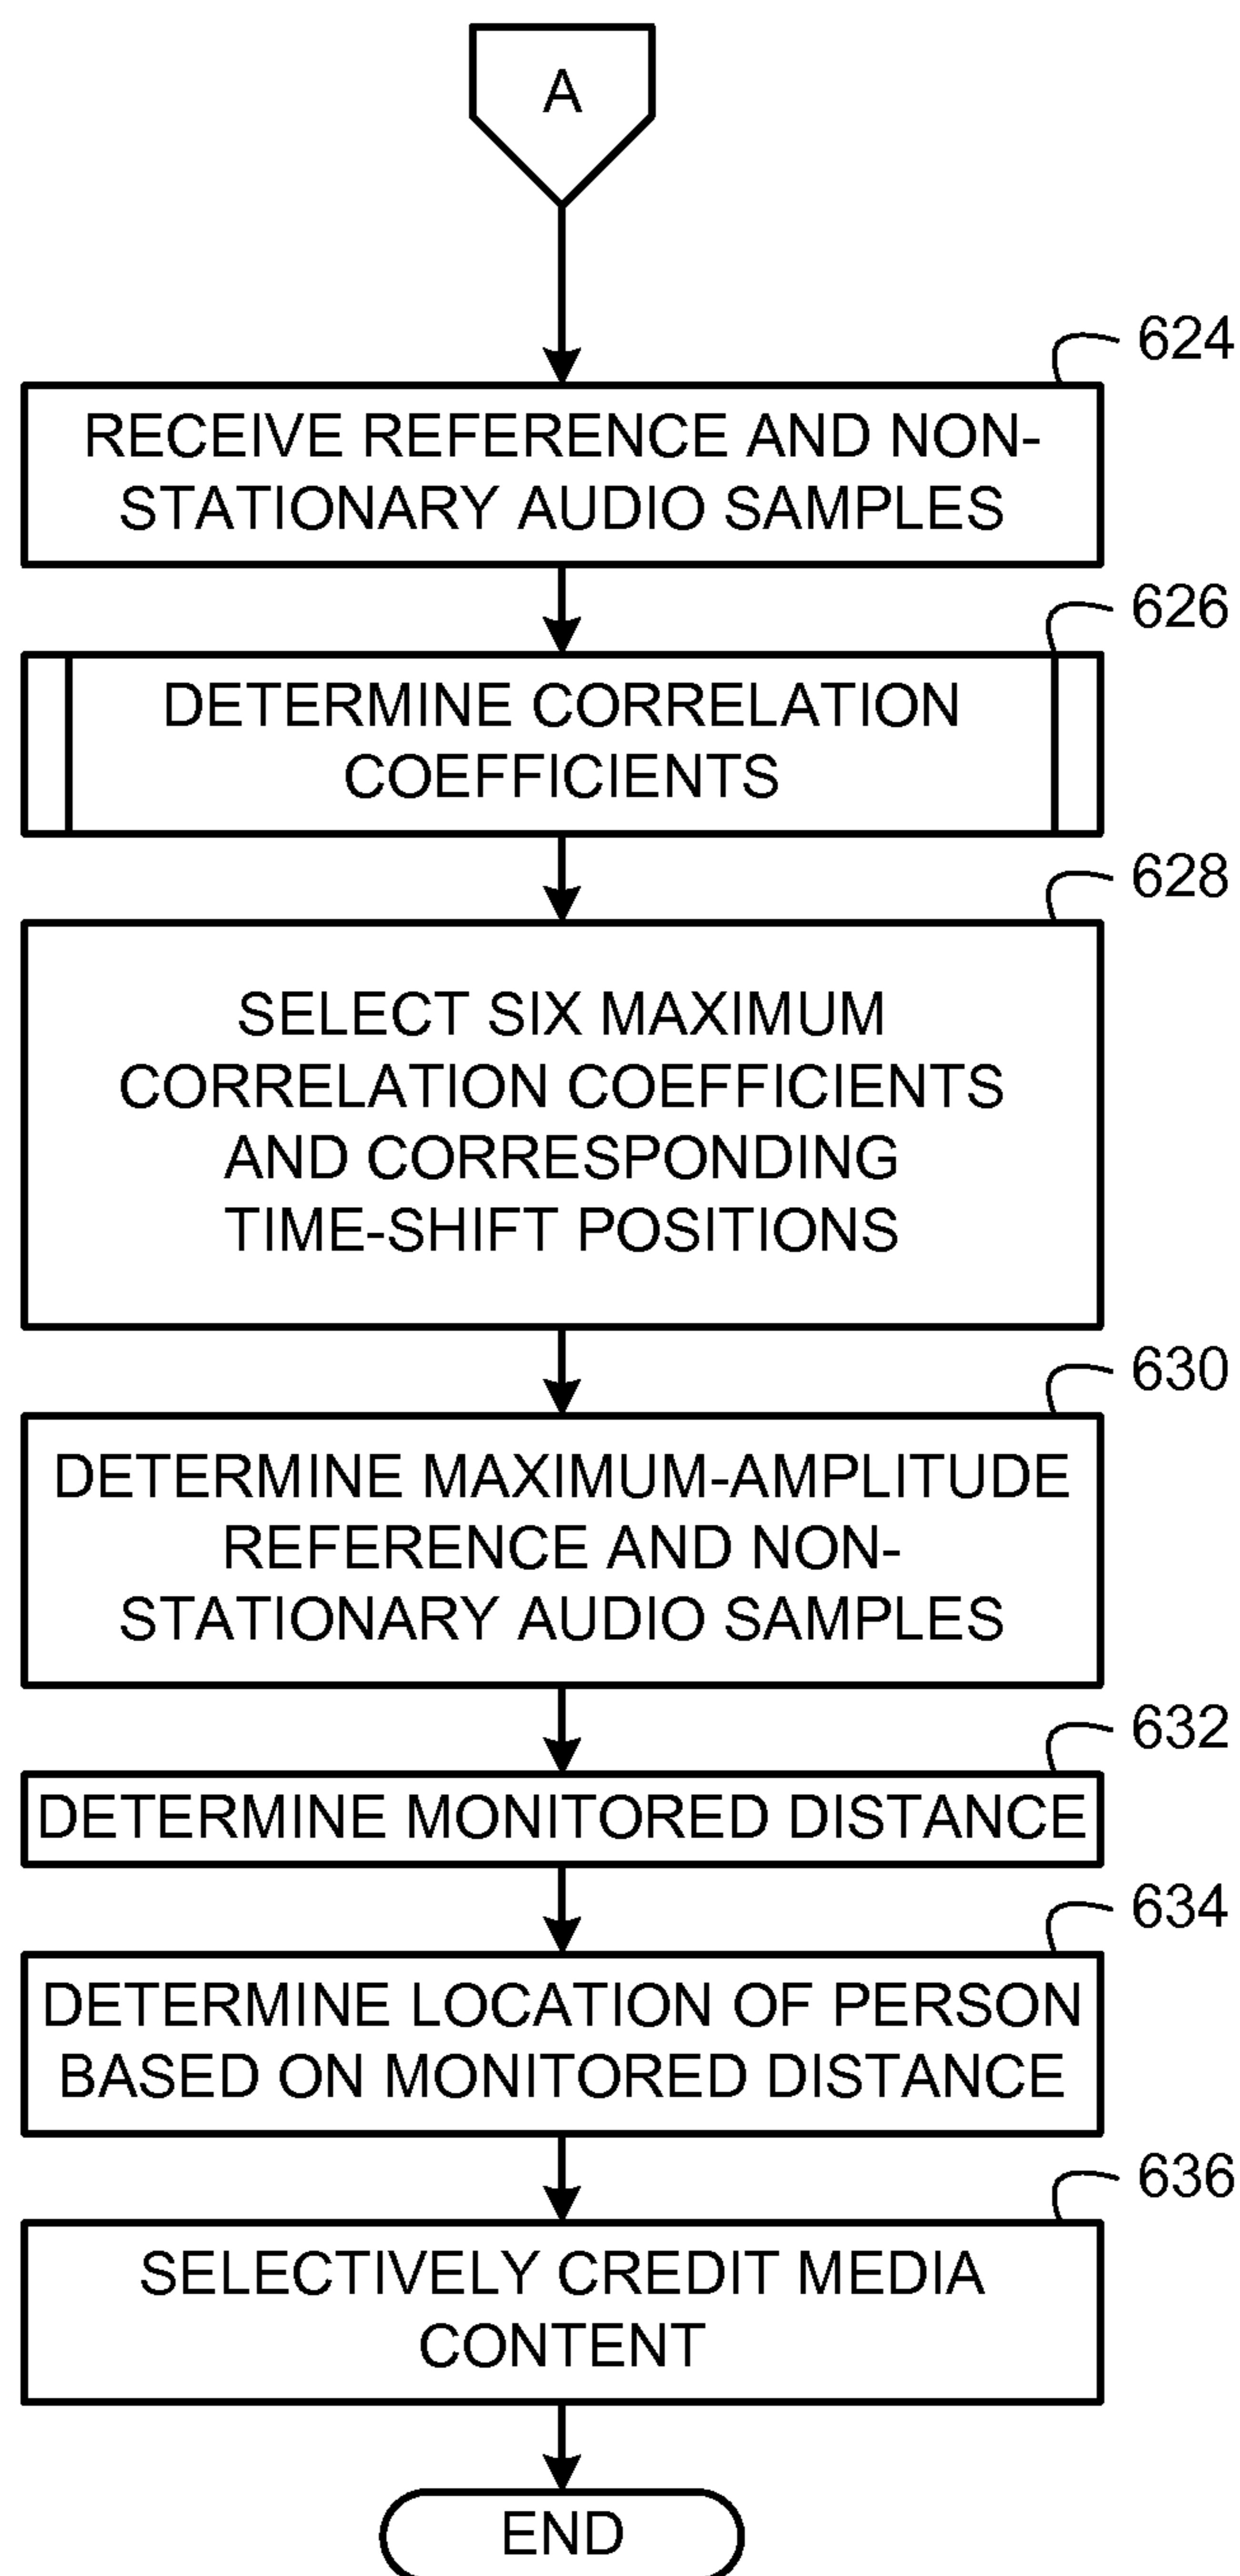 A
624
RECEIVE REFERENCE AND NON-
STATIONARY AUDIO SAMPLES
626
DETERMINE CORRELATION
COEFFICIENTS
628
SELECT SIX MAXIMUM
CORRELATION COEFFICIENTS
AND CORRESPONDING
TIME-SHIFT POSITIONS
630
DETERMINE MAXIMUM-AMPLITUDE
REFERENCE AND NON-
STATIONARY AUDIO SAMPLES
632
DETERMINE MONITORED DISTANCE
634
DETERMINE LOCATION OF PERSON
BASED ON MONITORED DISTANCE
636
SELECTIVELY CREDIT MEDIA
CONTENT
END